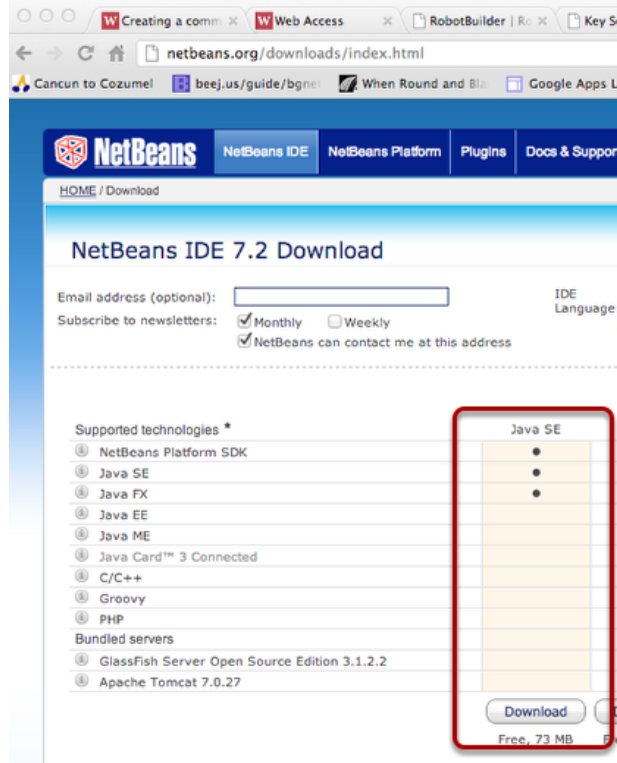 Creating a comm
Web Access
RobotBuilder | Ro
Key S
netbeans.org/downloads/index.html
Cancun to Cozumel
beej.us/guide/bgnet
When Round and Bla
Google Apps L
NetBeans
NetBeans IDE
NetBeans Platform
Plugins
Docs & Suppor
HOME / Download
NetBeans IDE 7.2 Download
Email address (optional):
IDE
Language
Subscribe to newsletters:
Monthly
Weekly
NetBeans can contact me at this address
Supported technologies *
Java SE
NetBeans Platform SDK
Java SE
Java FX
Java EE
Java ME
Java Card™ 3 Connected
C/C++
Groovy
PHP
Bundled servers
GlassFish Server Open Source Edition 3.1.2.2
Apache Tomcat 7.0.27
Download
Free, 73 MB